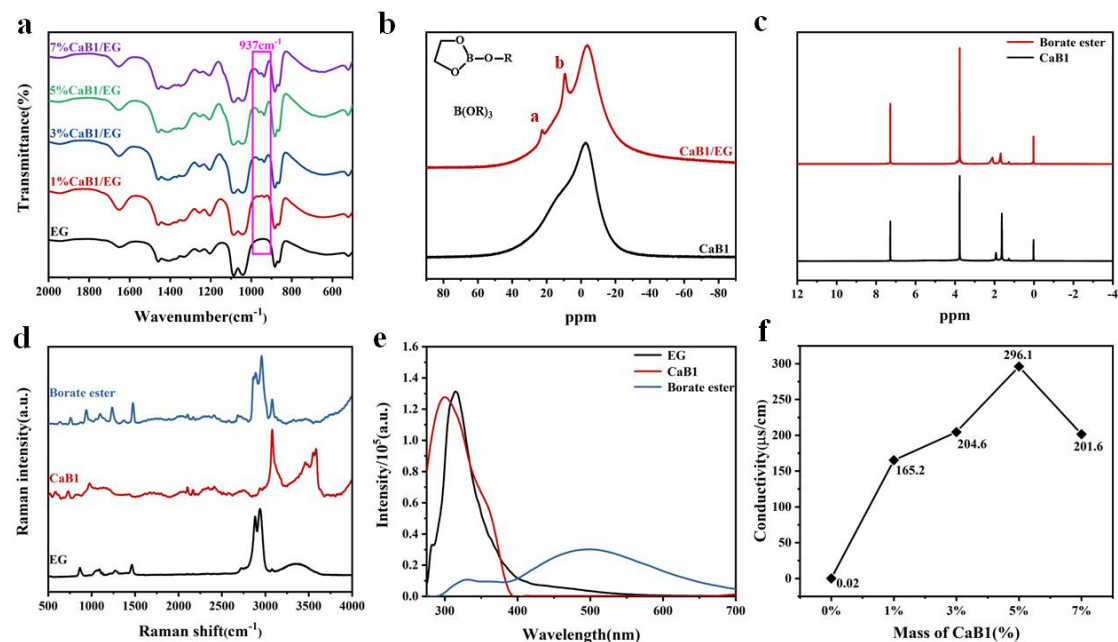 a
7%CaB1/EG
5%CaB1/EG
3%CaB1/EG
1%CaB1/EG
EG
937cm-1
Transmittance(%)
2000 1800 1600 1400 1200 1000 800 600
Wavenumber(cm-1)
b
O
B-O-R
O
B(OR)3
a
b
CaB1/EG
CaB1
80 60 40 20 0 -20 -40 -60 -80
ppm
c
Borate ester
CaB1
12 10 8 6 4 2 0 -2 -4
ppm
d
Borate ester
CaB1
EG
Raman intensity(a.u.)
500 1000 1500 2000 2500 3000 3500 4000
Raman shift(cm-1)
e
EG
CaB1
Borate ester
Intensity/10^5(a.u.)
1.6
1.4
1.2
1.0
0.8
0.6
0.4
0.2
0.0
300 400 500 600 700
Wavelength(nm)
f
Conductivity(μs/cm)
300
250
200
150
100
50
0
0.02
165.2
204.6
296.1
201.6
0% 1% 3% 5% 7%
Mass of CaB1(%)